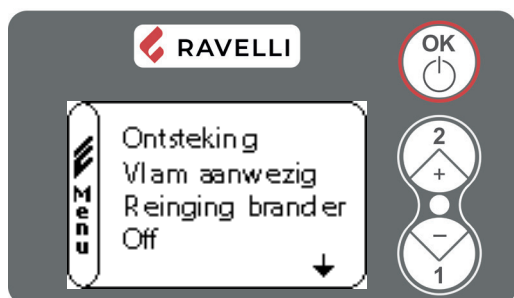 RAVELLI
OK
Menu
Ontsteking
Vlam aanwezig
Reinging brander
Off
2
+
−
1